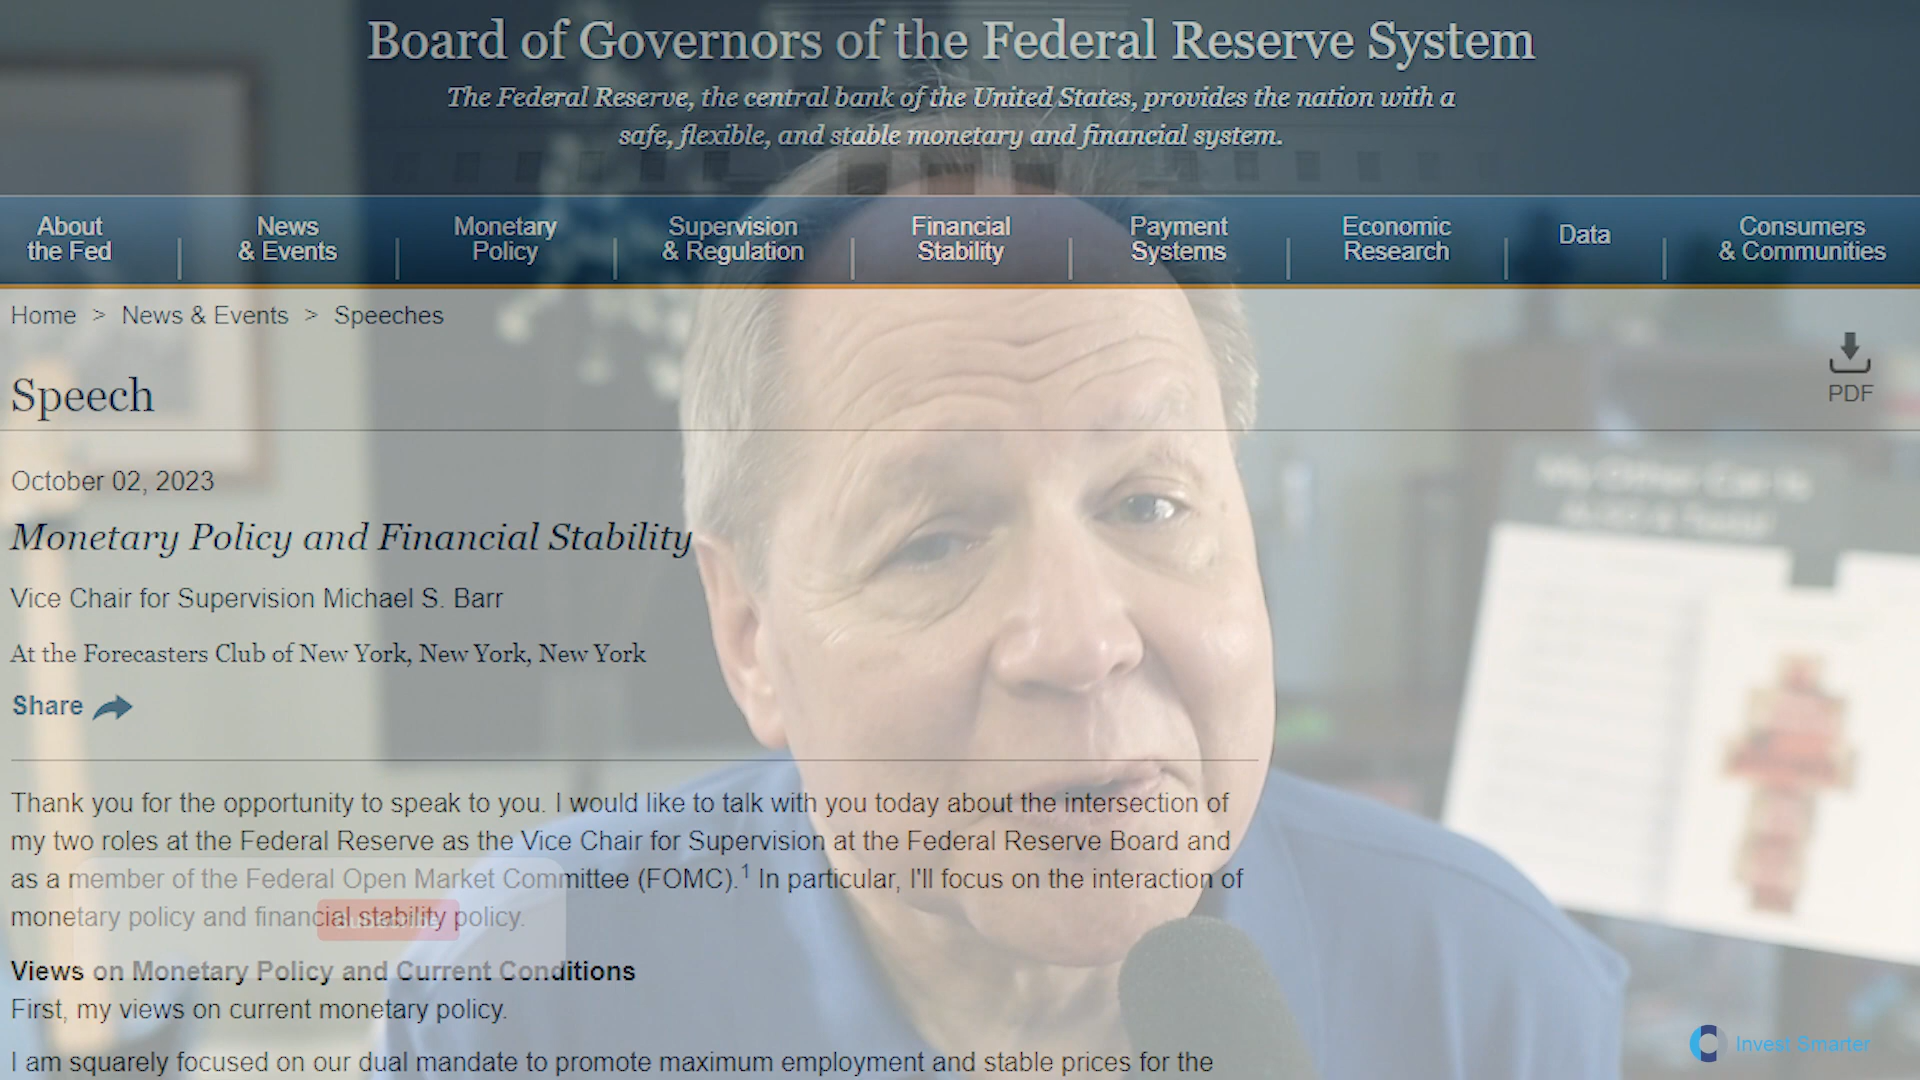 Board of Governors of the Federal Reserve System
The Federal Reserve, the central bank of the United States, provides the nation with a
safe, flexible, and stable monetary and financial system.
About
the Fed
News
& Events
Monetary
Policy
Supervision
& Regulation
Financial
Stability
Payment
Systems
Economic
Research
Data
Consumers
& Communities
Home > News & Events > Speeches
PDF
Speech
October 02, 2023
Monetary Policy and Financial Stability
Vice Chair for Supervision Michael S. Barr
At the Forecasters Club of New York, New York, New York
Share
My Other Car Is
Thank you for the opportunity to speak to you. I would like to talk with you today about the intersection of
my two roles at the Federal Reserve as the Vice Chair for Supervision at the Federal Reserve Board and
as a member of the Federal Open Market Committee (FOMC).1 In particular, I'll focus on the interaction of
monetary policy and financial stability policy.
Views on Monetary Policy and Current Conditions
First, my views on current monetary policy.
I am squarely focused on our dual mandate to promote maximum employment and stable prices for the
Invest Smarter